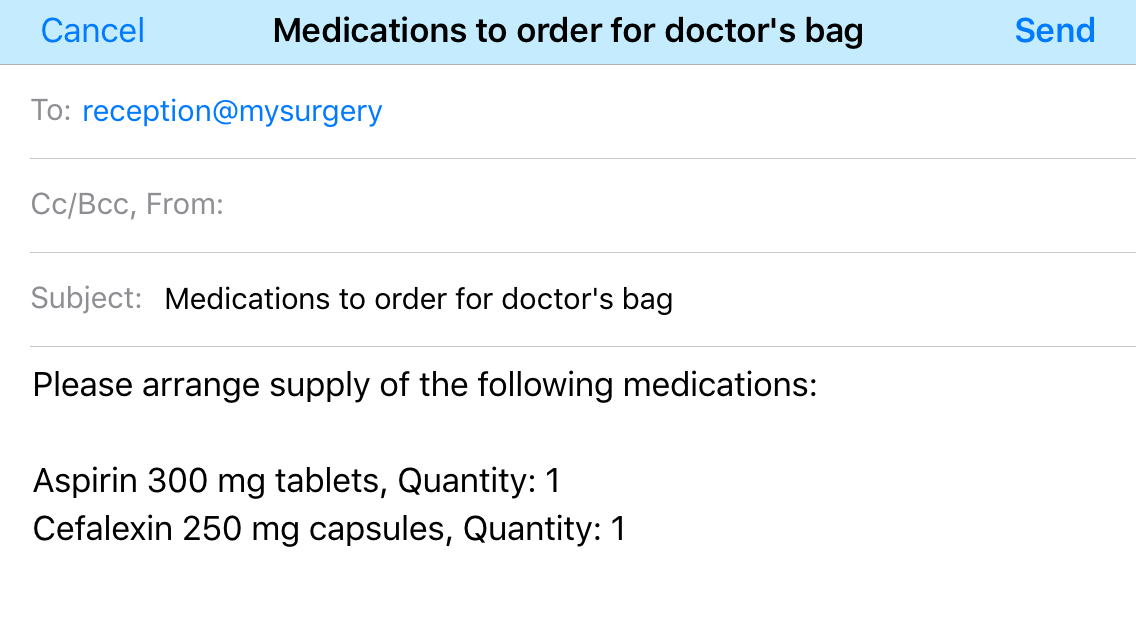 Cancel Medications to order for doctor's bag Send
To: reception@mysurgery
Cc/Bcc, From:
Subject: Medications to order for doctor's bag
Please arrange supply of the following medications:
Aspirin 300 mg tablets, Quantity: 1
Cefalexin 250 mg capsules, Quantity: 1